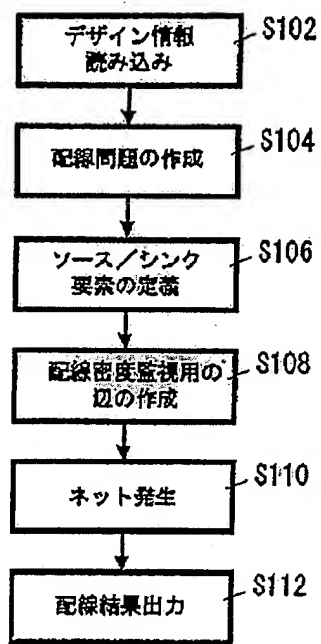 デザイン情報
読み込み
S102
配線問題の作成
S104
ソース／シンク
要素の定義
S106
配線密度監視用の
辺の作成
S108
ネット発生
S110
配線結果出力
S112